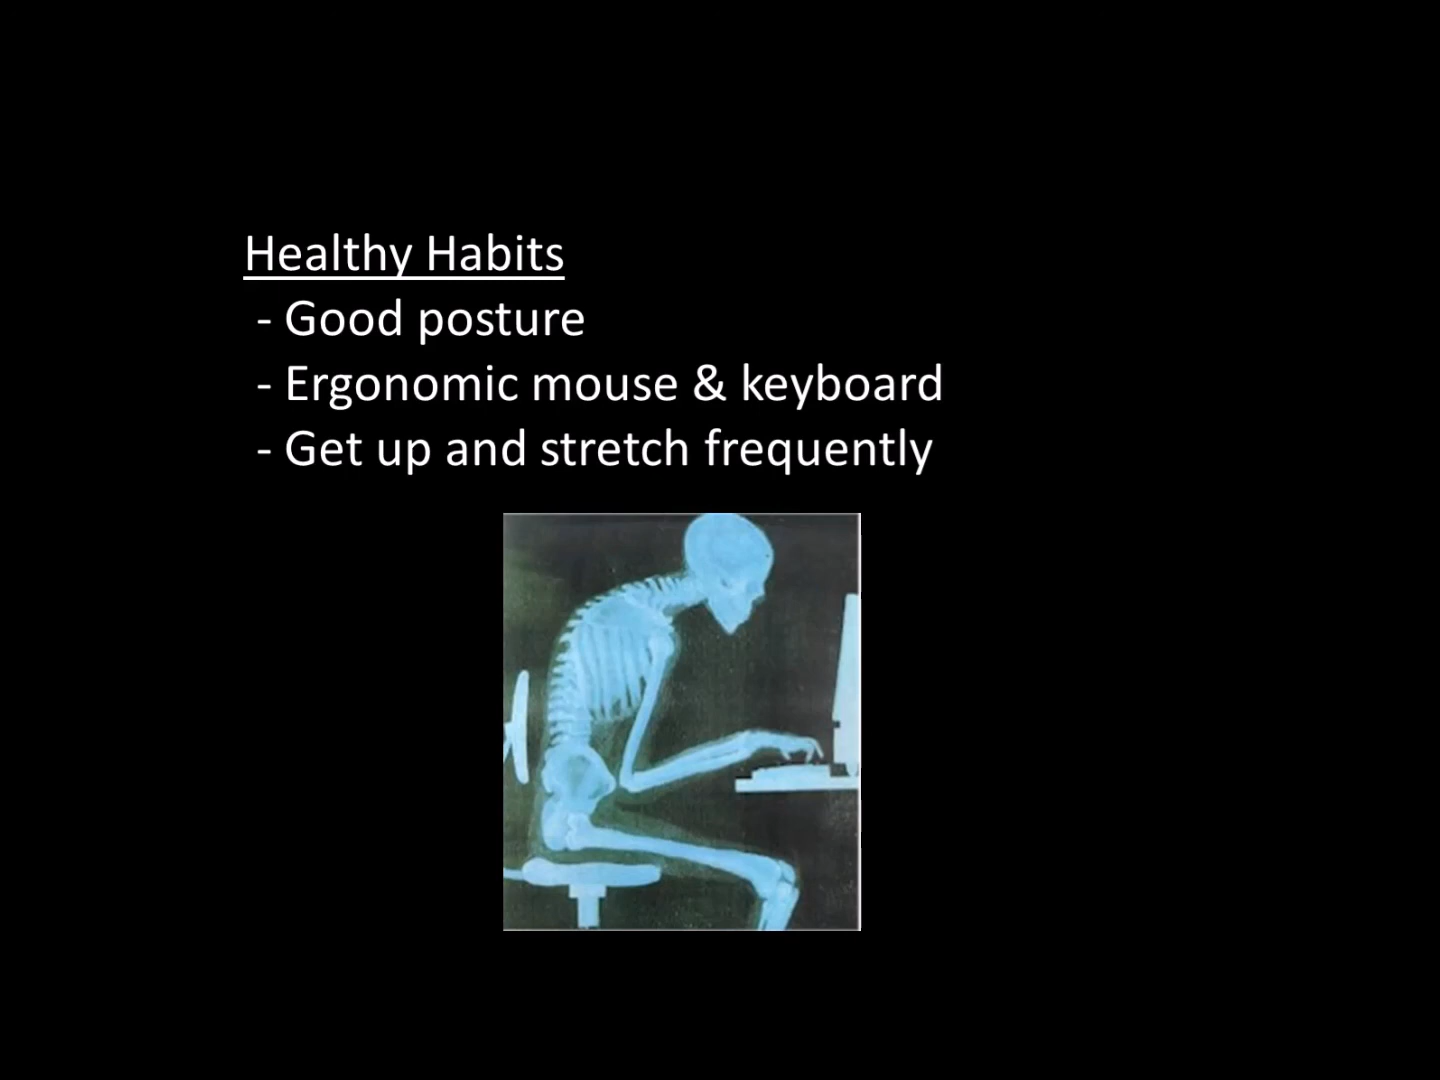 Healthy Habits
- Good posture
- Ergonomic mouse & keyboard
- Get up and stretch frequently